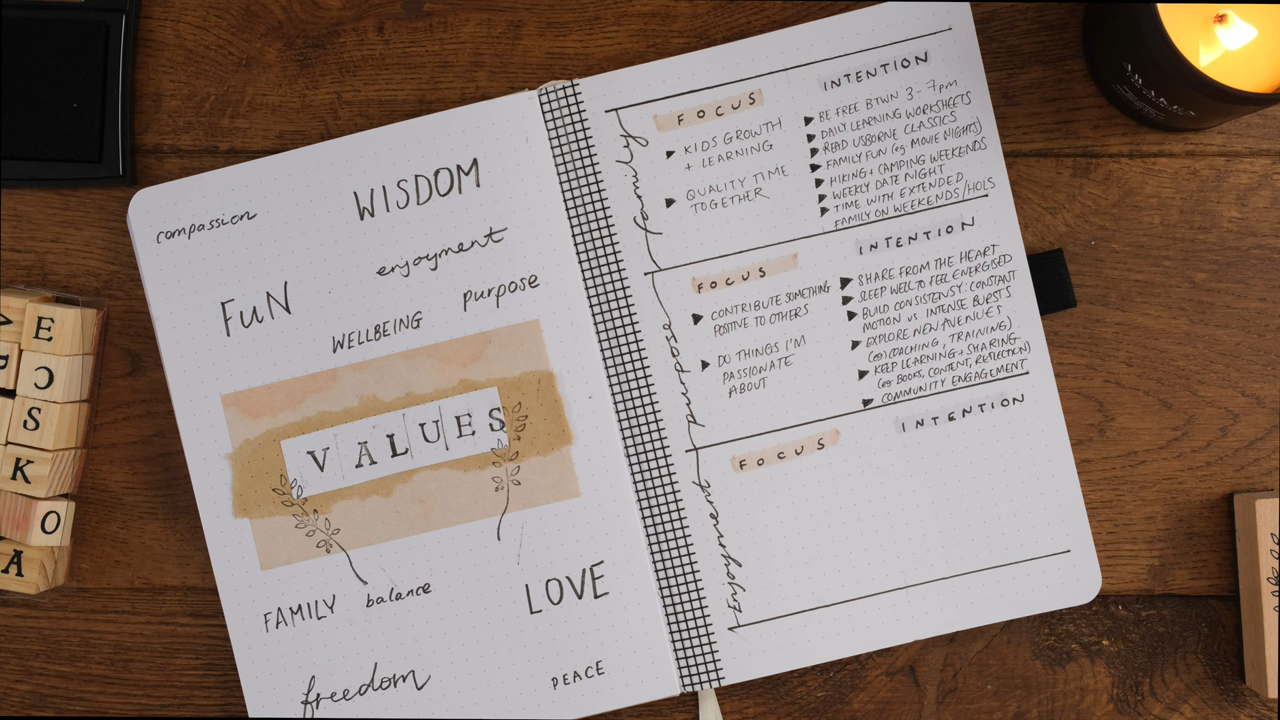 compassion
WISDOM
enjoyment
FUN
purpose
WELLBEING
VALUES
FAMILY
balance
LOVE
freedom
PEACE
family
FOCUS
KIDS GROWTH
+ LEARNING
QUALITY TIME
TOGETHER
INTENTION
BE FREE BTWN 3-7pm
DAILY LEARNING WORKSHEETS
READ USBORNE CLASSICS
FAMILY FUN (eg: MOVIE NIGHTS)
HIKING + CAMPING WEEKENDS
WEEKLY DATE NIGHT
TIME WITH EXTENDED
FAMILY ON WEEKENDS/HOLS
purpose
FOCUS
CONTRIBUTE SOMETHING
POSITIVE TO OTHERS
DO THINGS I'M
PASSIONATE
ABOUT
INTENTION
SHARE FROM THE HEART
SLEEP WELL TO FEEL ENERGISED
BUILD CONSISTENCY: CONSTANT
MOTION vs INTENSE BURSTS
EXPLORE NEW AVENUES
(eg) COACHING, TRAINING)
KEEP LEARNING + SHARING
(eg: BOOKS, CONTENT, REFLECTION)
COMMUNITY ENGAGEMENT
Enjoyment
FOCUS
INTENTION
E
C
S
K
O
A